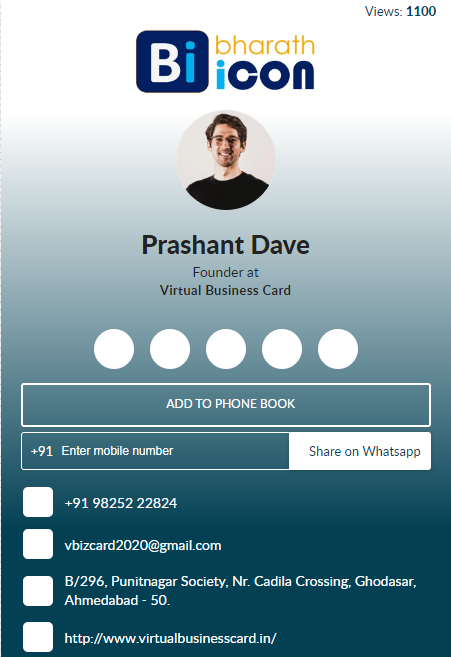 Views: 1100
Bi bharath
icon
Prashant Dave
Founder at
Virtual Business Card
ADD TO PHONE BOOK
+91 Enter mobile number Share on Whatsapp
+91 98252 22824
vbizcard2020@gmail.com
B/296, Punitnagar Society, Nr. Cadila Crossing, Ghodasar,
Ahmedabad - 50.
http://www.virtualbusinesscard.in/